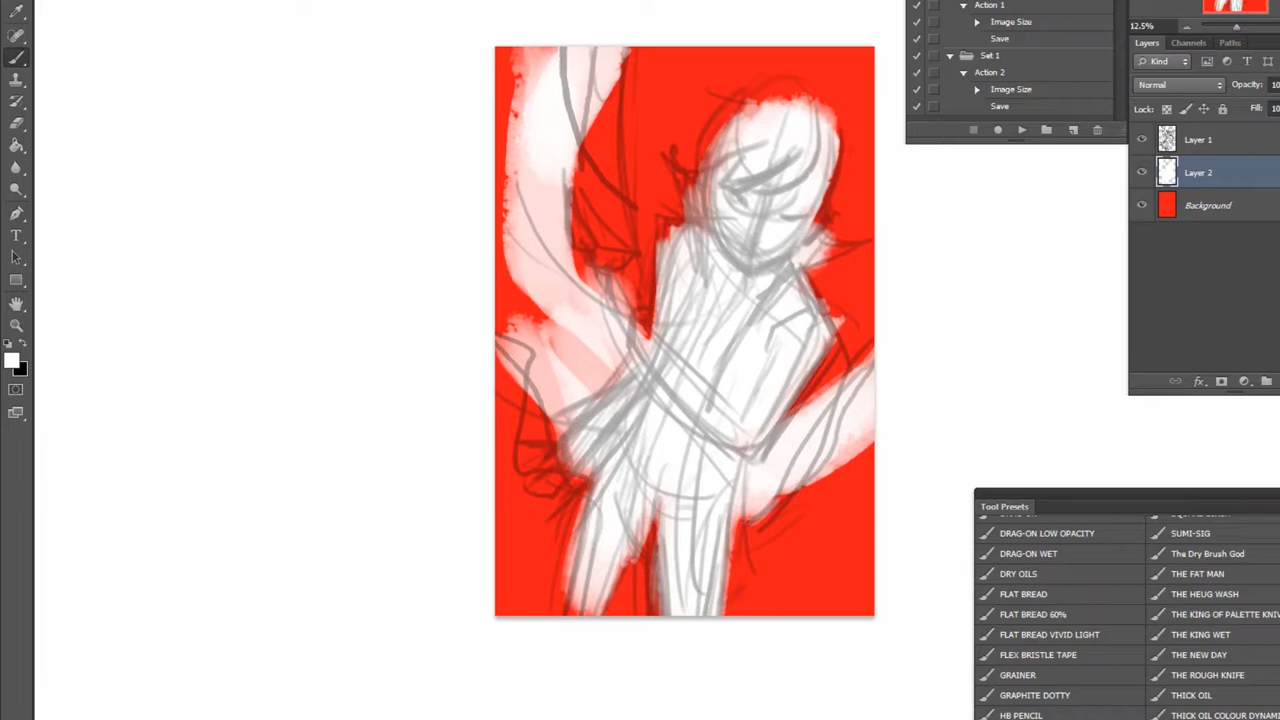 Action 1
Image Size
Save
Set 1
Action 2
Image Size
Save
12.5%
Layers Channels Paths
Kind
Normal Opacity: 10
Lock: Fill: 10
Layer 1
Layer 2
Background
Tool Presets
DRAG-ON LOW OPACITY SUMI-SIG
DRAG-ON WET The Dry Brush God
DRY OILS THE FAT MAN
FLAT BREAD THE HEUG WASH
FLAT BREAD 60% THE KING OF PALETTE KNIV
FLAT BREAD VIVID LIGHT THE KING WET
FLEX BRISTLE TAPE THE NEW DAY
GRAINER THE ROUGH KNIFE
GRAPHITE DOTTY THICK OIL
HB PENCIL THICK OIL COLOUR DYNAM